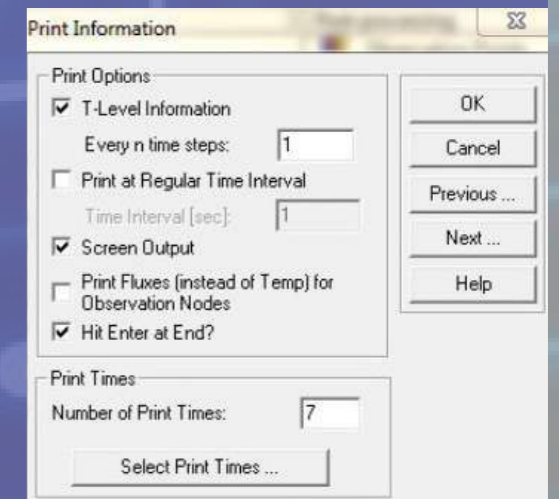 Print Information
Print Options
T-Level Information
Every n time steps: 1
Print at Regular Time Interval
Time Interval [sec]: 1
Screen Output
Print Fluxes (instead of Temp) for
Observation Nodes
Hit Enter at End?
Print Times
Number of Print Times: 7
Select Print Times ...
OK
Cancel
Previous ...
Next ...
Help